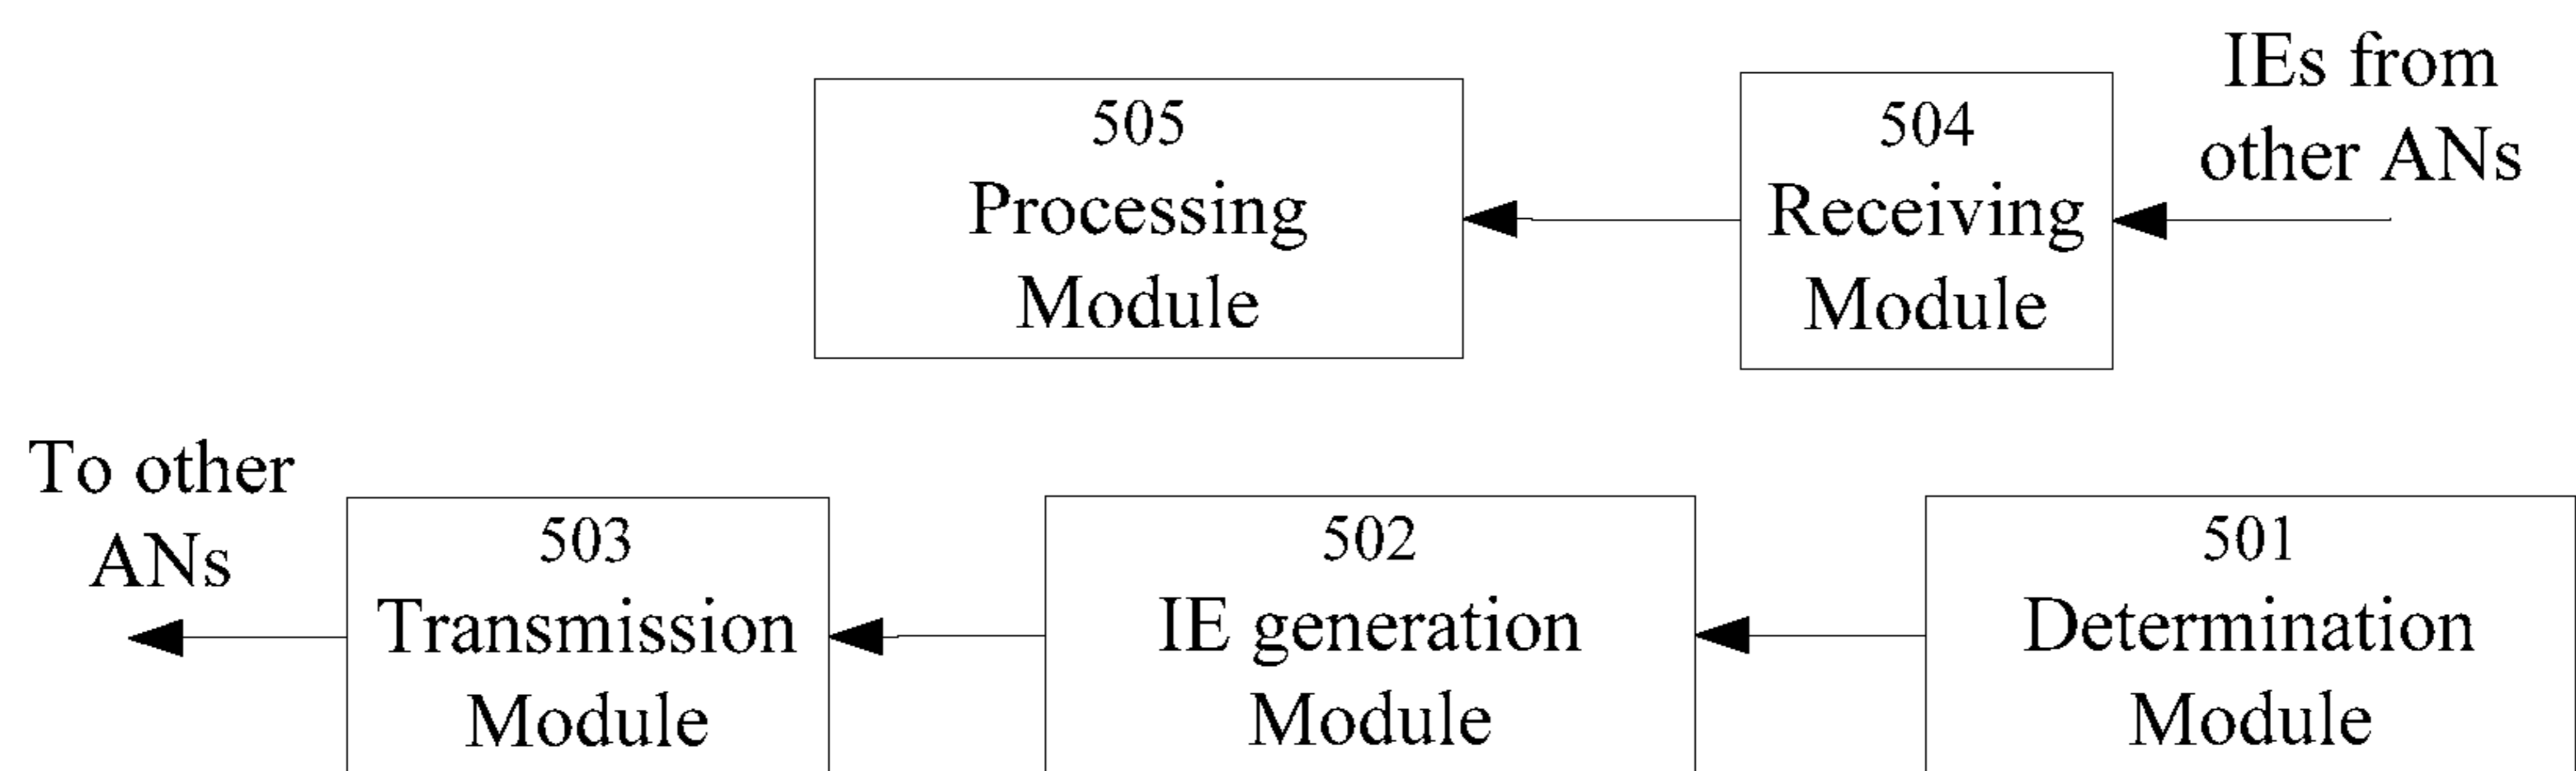 505
Processing
Module
504
Receiving
Module
IEs from
other ANs
To other
ANs
503
Transmission
Module
502
IE generation
Module
501
Determination
Module